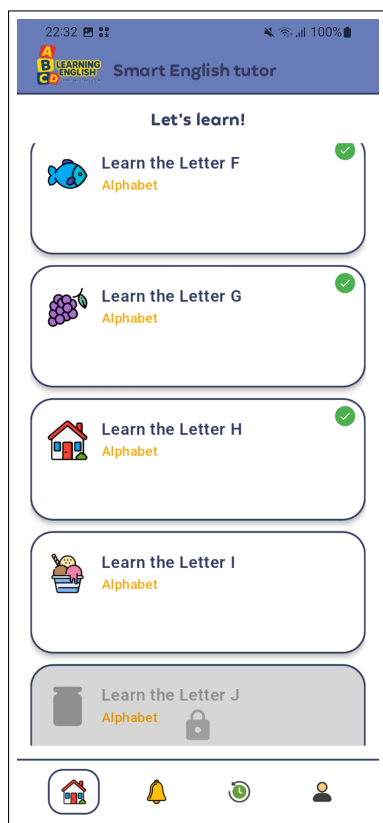 22:32 100%
A
B LEARNING
ENGLISH
C D
Smart English tutor
Let's learn!
Learn the Letter F
Alphabet
Learn the Letter G
Alphabet
Learn the Letter H
Alphabet
Learn the Letter I
Alphabet
Learn the Letter J
Alphabet